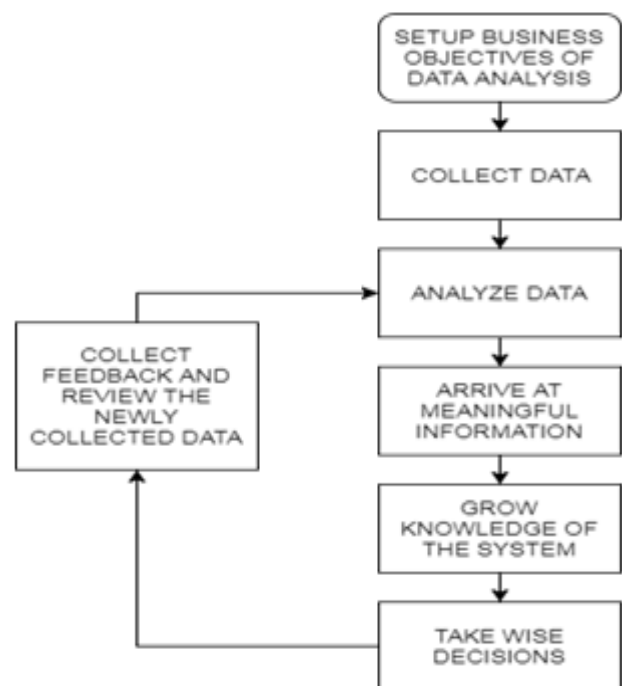 SETUP BUSINESS
OBJECTIVES OF
DATA ANALYSIS
COLLECT DATA
ANALYZE DATA
ARRIVE AT
MEANINGFUL
INFORMATION
GROW
KNOWLEDGE OF
THE SYSTEM
TAKE WISE
DECISIONS
COLLECT
FEEDBACK AND
REVIEW THE
NEWLY
COLLECTED DATA